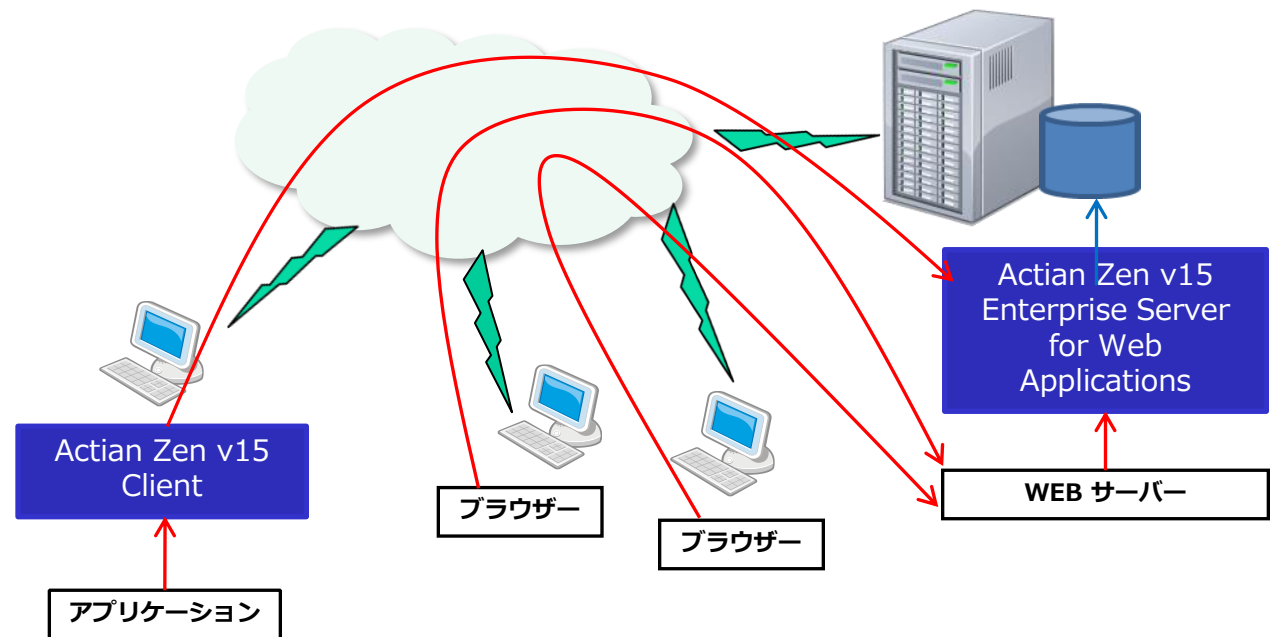 Actian Zen v15
Enterprise Server
for Web
Applications
Actian Zen v15
Client
ブラウザー
ブラウザー
WEB サーバー
アプリケーション